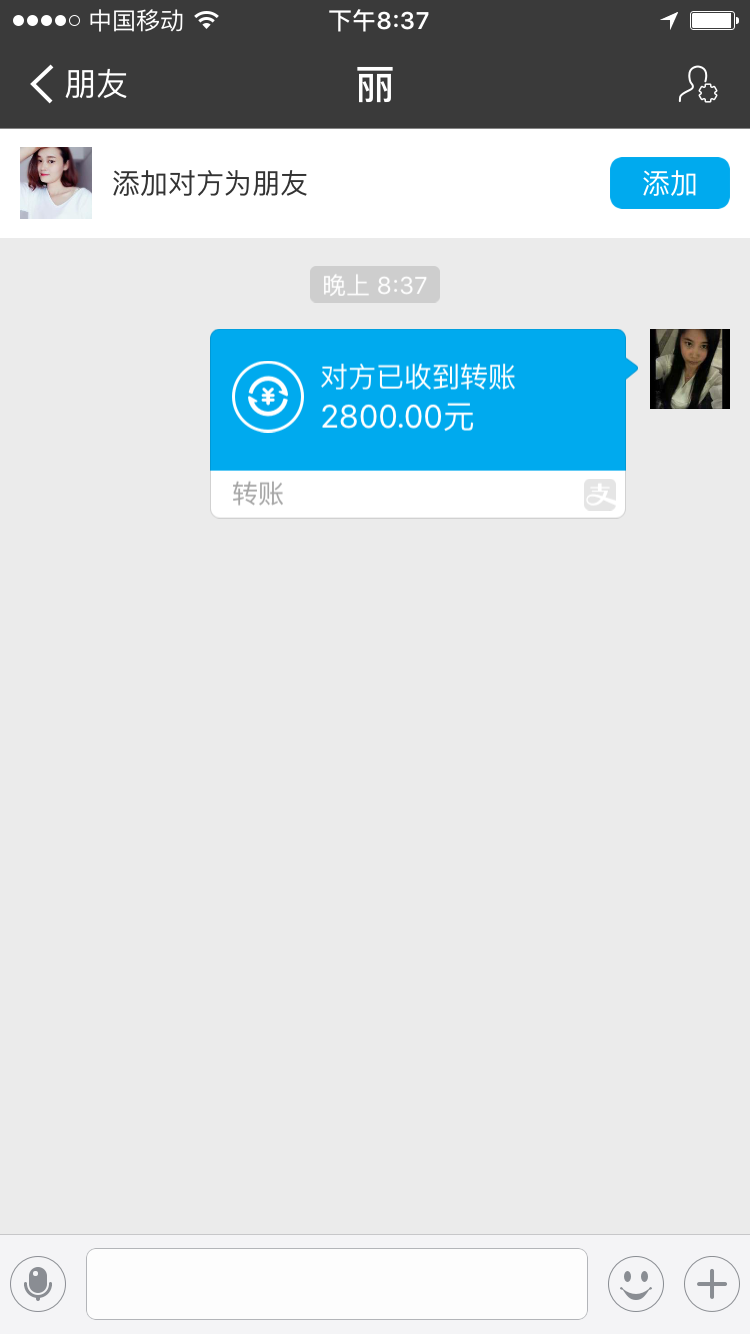 中国移动
下午8:37
朋友
丽
添加对方为朋友
添加
晚上 8:37
对方已收到转账
2800.00元
转账
支